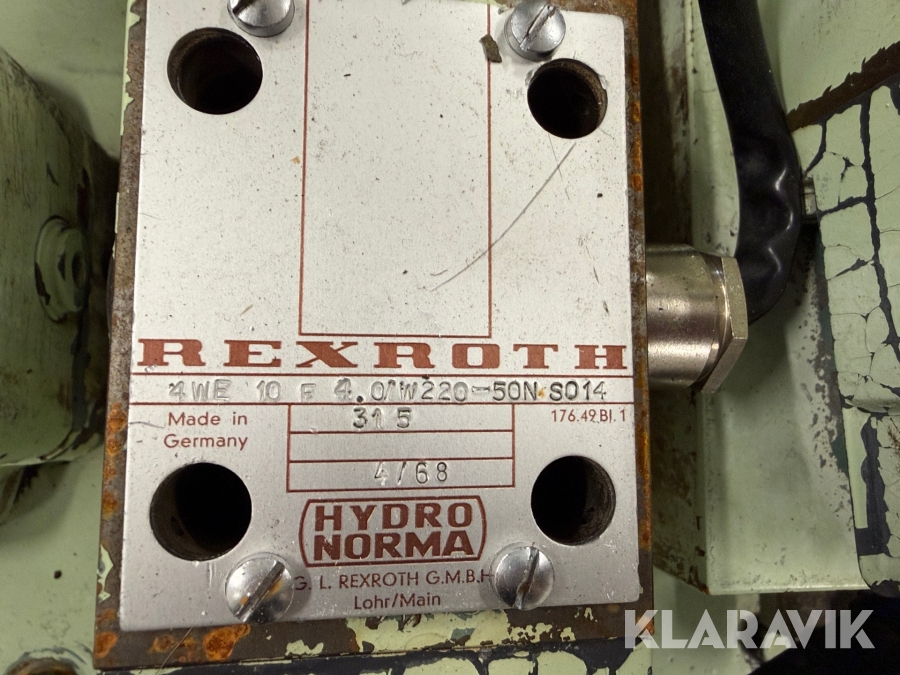 REXROTH
4WE 10 F 4.0/W220-50N SO14
Made in
Germany
315
176.49.Bl.1
4/68
HYDRO
NORMA
G. L. REXROTH G.M.B.H
Lohr/Main
KLARAVIK